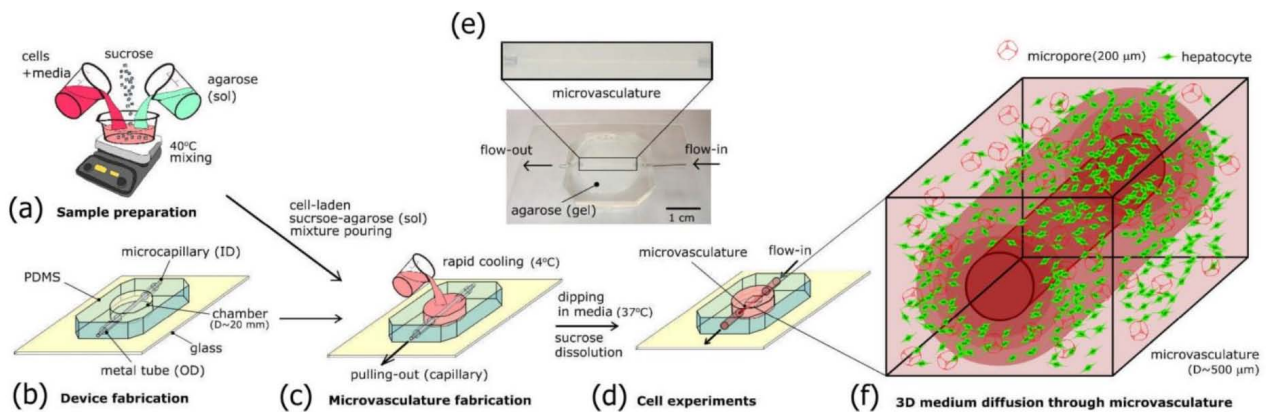 (e)
cells
+media
sucrose
agarose
(sol)
40°C
mixing
(a) Sample preparation
microvasculature
flow-out
flow-in
agarose (gel)
1 cm
micropore(200 μm)
hepatocyte
cell-laden
sucrsoe-agarose (sol)
mixture pouring
microcapillary (ID)
PDMS
chamber
(D~20 mm)
glass
metal tube (OD)
(b) Device fabrication
rapid cooling (4°C)
pulling-out (capillary)
(c) Microvasculature fabrication
dipping
in media (37°C)
sucrose
dissolution
microvasculature
flow-in
(d) Cell experiments
microvasculature
(D~500 μm)
(f) 3D medium diffusion through microvasculature